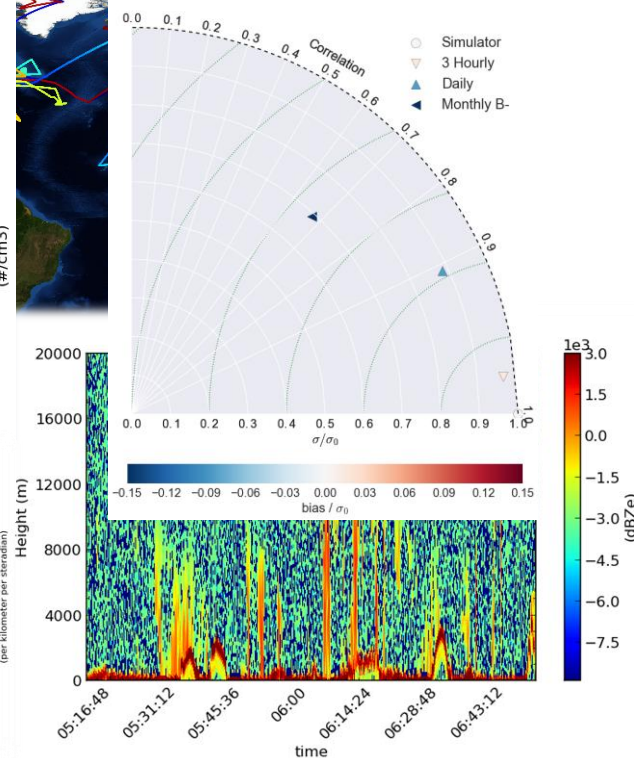 0.0
0.1
0.2
0.3
0.4
0.5
0.6
0.7
0.8
0.9
1.0
Correlation
Simulator
3 Hourly
Daily
Monthly B-
(#/cm3)
0.0 0.1 0.2 0.3 0.4 0.5 0.6 0.7 0.8 0.9 1.0
σ/σ₀
-0.15 -0.12 -0.09 -0.06 -0.03 0.00 0.03 0.06 0.09 0.12 0.15
bias / σ₀
20000
16000
12000
8000
4000
0
Height (m)
(per kilometer per steradian)
05:16:48 05:31:12 05:45:36 06:00 06:14:24 06:28:48 06:43:12
time
1e3
3.0
1.5
0.0
−1.5
−3.0
−4.5
−6.0
−7.5
(dBZe)